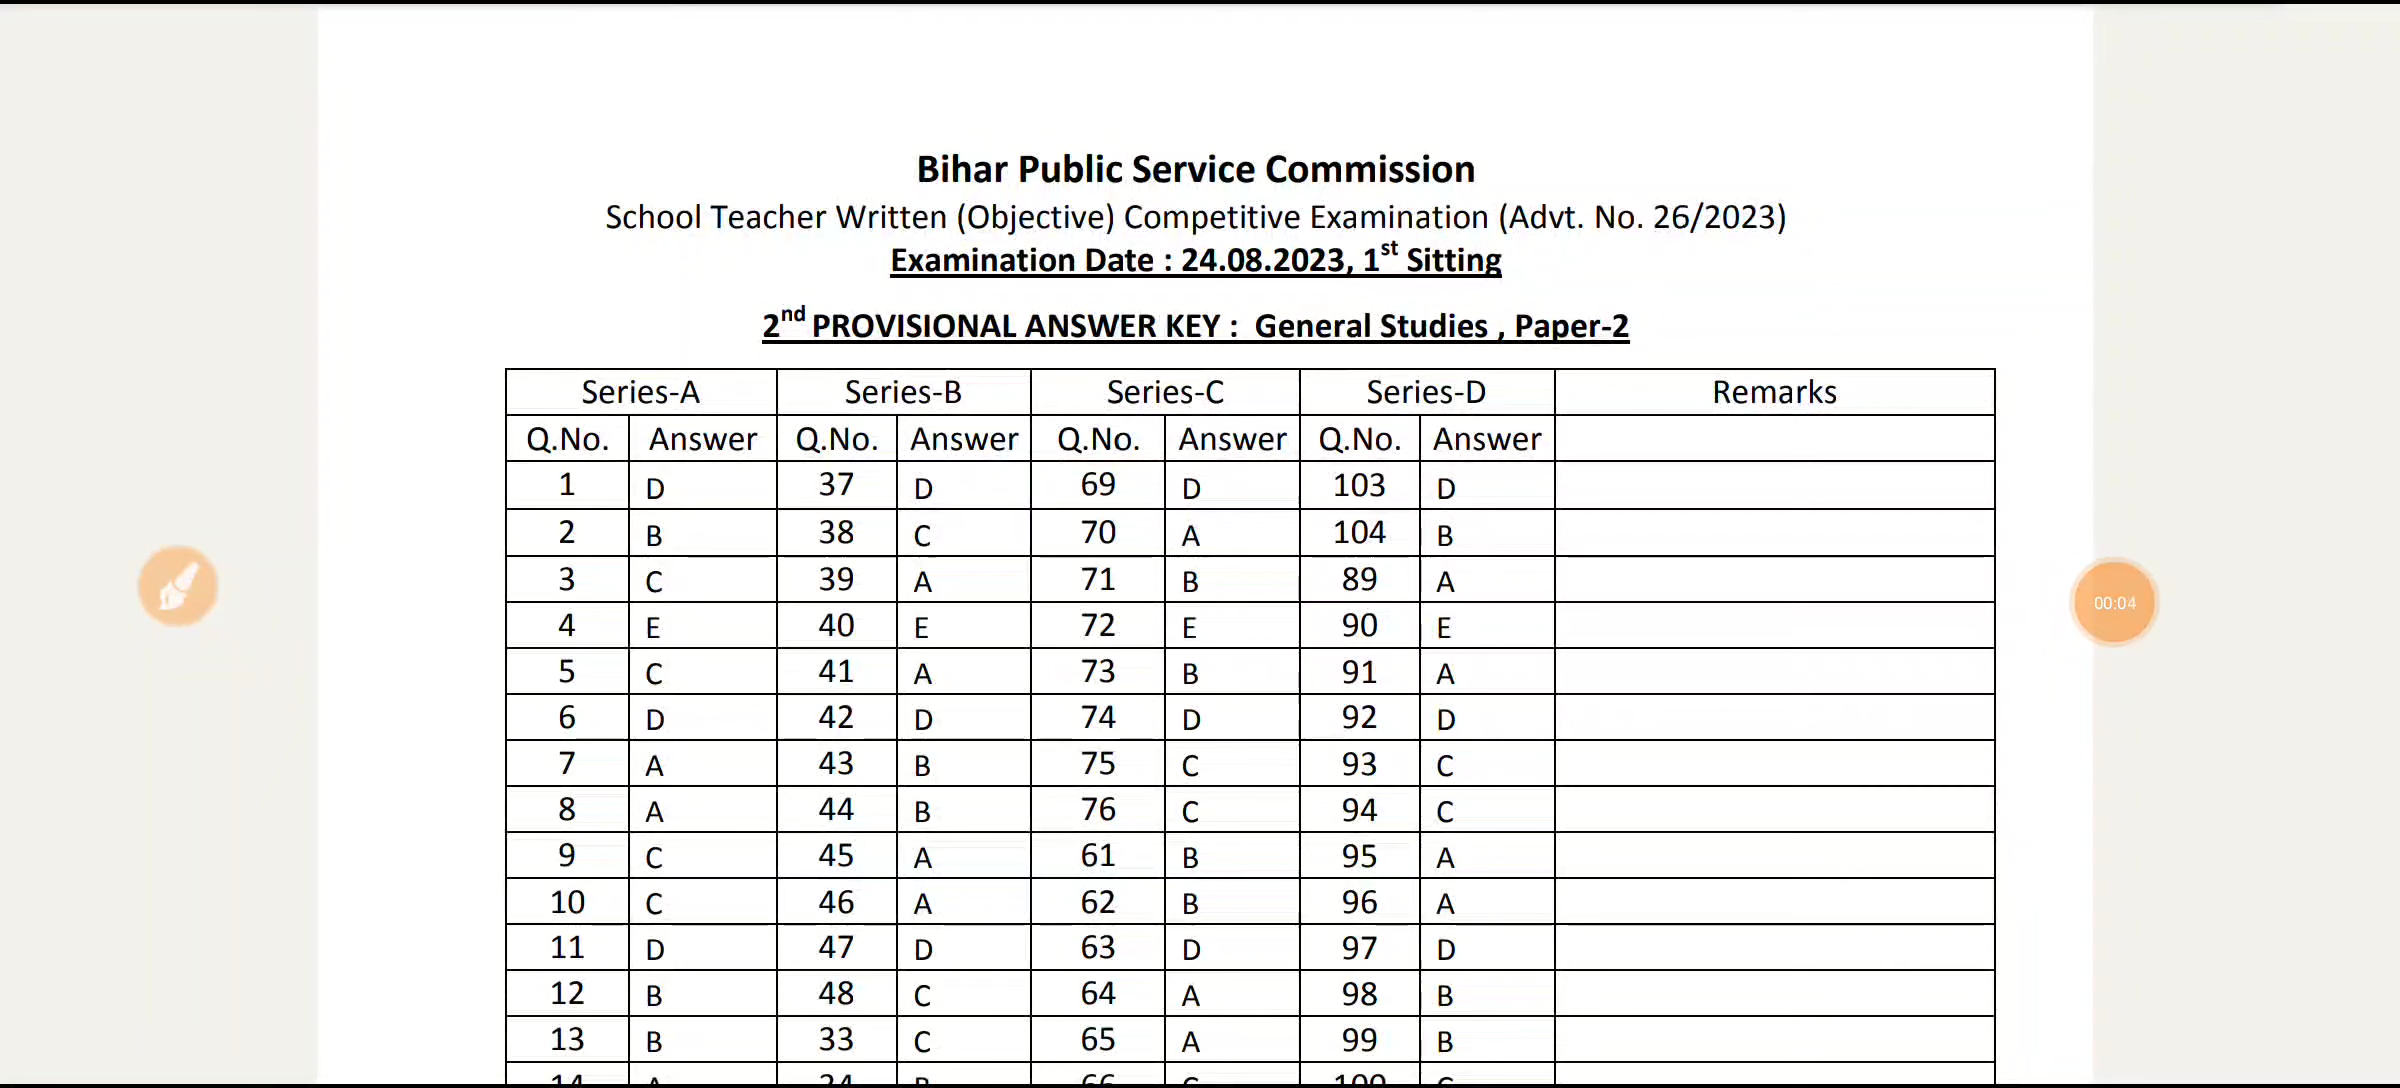 Bihar Public Service Commission
School Teacher Written (Objective) Competitive Examination (Advt. No. 26/2023)
Examination Date : 24.08.2023, 1st Sitting
2nd PROVISIONAL ANSWER KEY : General Studies , Paper-2
Series-A Series-B Series-C Series-D Remarks
Q.No. Answer Q.No. Answer Q.No. Answer Q.No. Answer
1 D 37 D 69 D 103 D
2 B 38 C 70 A 104 B
3 C 39 A 71 B 89 A
4 E 40 E 72 E 90 E
5 C 41 A 73 B 91 A
6 D 42 D 74 D 92 D
7 A 43 B 75 C 93 C
8 A 44 B 76 C 94 C
9 C 45 A 61 B 95 A
10 C 46 A 62 B 96 A
11 D 47 D 63 D 97 D
12 B 48 C 64 A 98 B
13 B 33 C 65 A 99 B
00:04